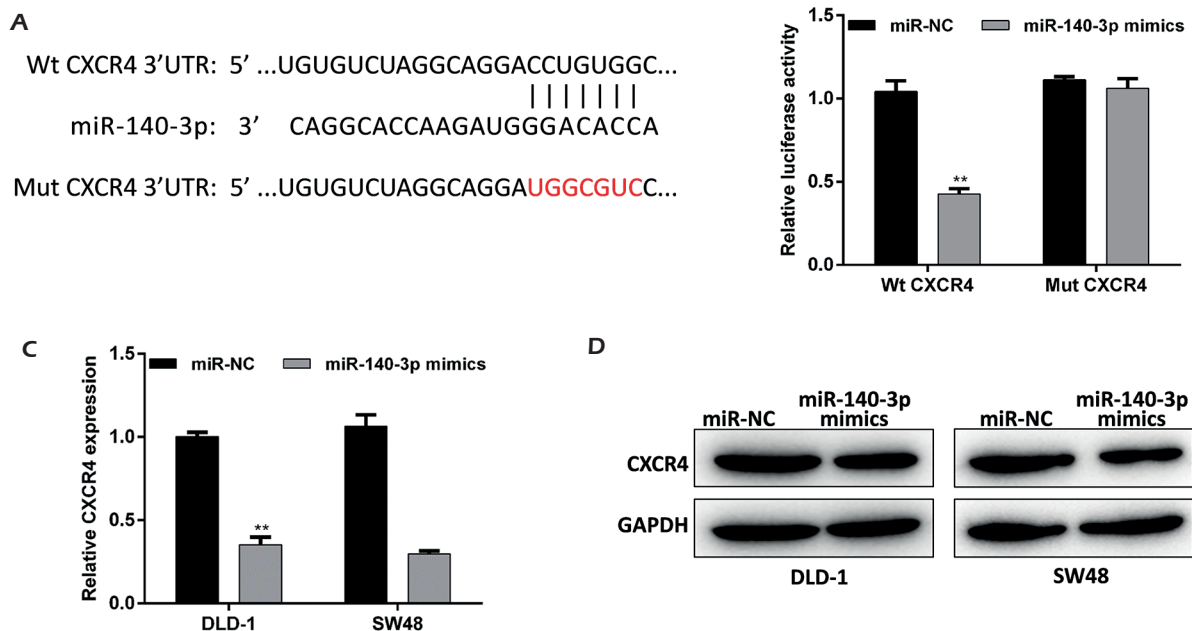 A
Wt CXCR4 3’UTR: 5’ ...UGUGUCUAGGCAGGACCUGUGGC...
miR-140-3p: 3’ CAGGCACCAAGAUGGGACACCA
Mut CXCR4 3’UTR: 5’ ...UGUGUCUAGGCAGGAUGGCGUCC...
miR-NC miR-140-3p mimics
Relative luciferase activity
1.5
1.0
0.5
0.0
**
Wt CXCR4 Mut CXCR4
C
miR-NC miR-140-3p mimics
Relative CXCR4 expression
1.5
1.0
0.5
0.0
**
DLD-1 SW48
D
miR-NC miR-140-3p mimics
miR-NC miR-140-3p mimics
CXCR4
GAPDH
DLD-1 SW48